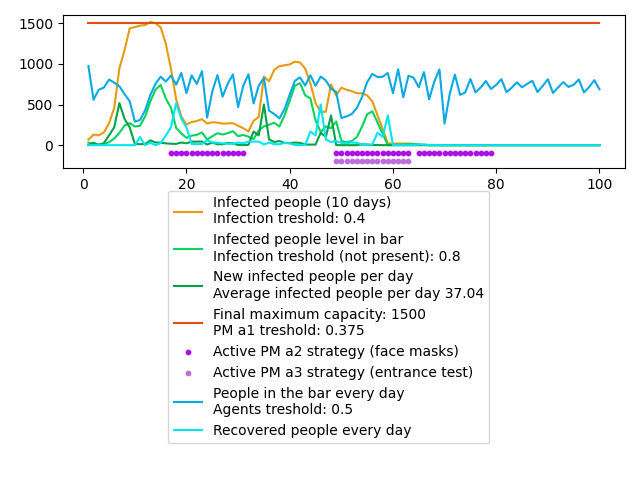 1500
1000
500
0
0 20 40 60 80 100
Infected people (10 days)
Infection treshold: 0.4
Infected people level in bar
Infection treshold (not present): 0.8
New infected people per day
Average infected people per day 37.04
Final maximum capacity: 1500
PM a1 treshold: 0.375
Active PM a2 strategy (face masks)
Active PM a3 strategy (entrance test)
People in the bar every day
Agents treshold: 0.5
Recovered people every day